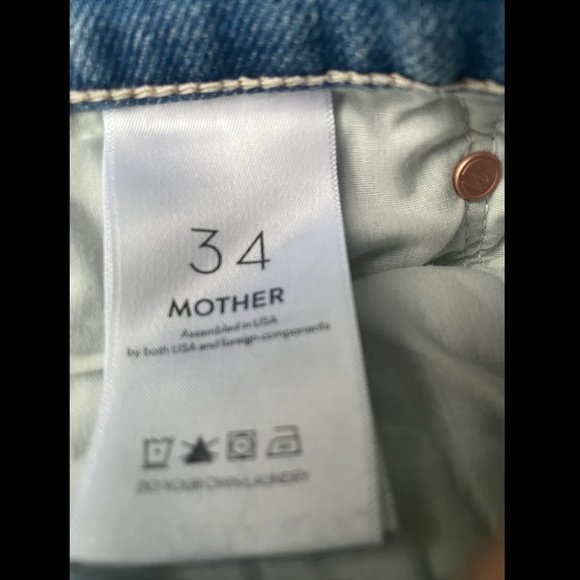 34
MOTHER
Assembled in USA
by both USA and foreign components
DO YOUR OWN LAUNDRY